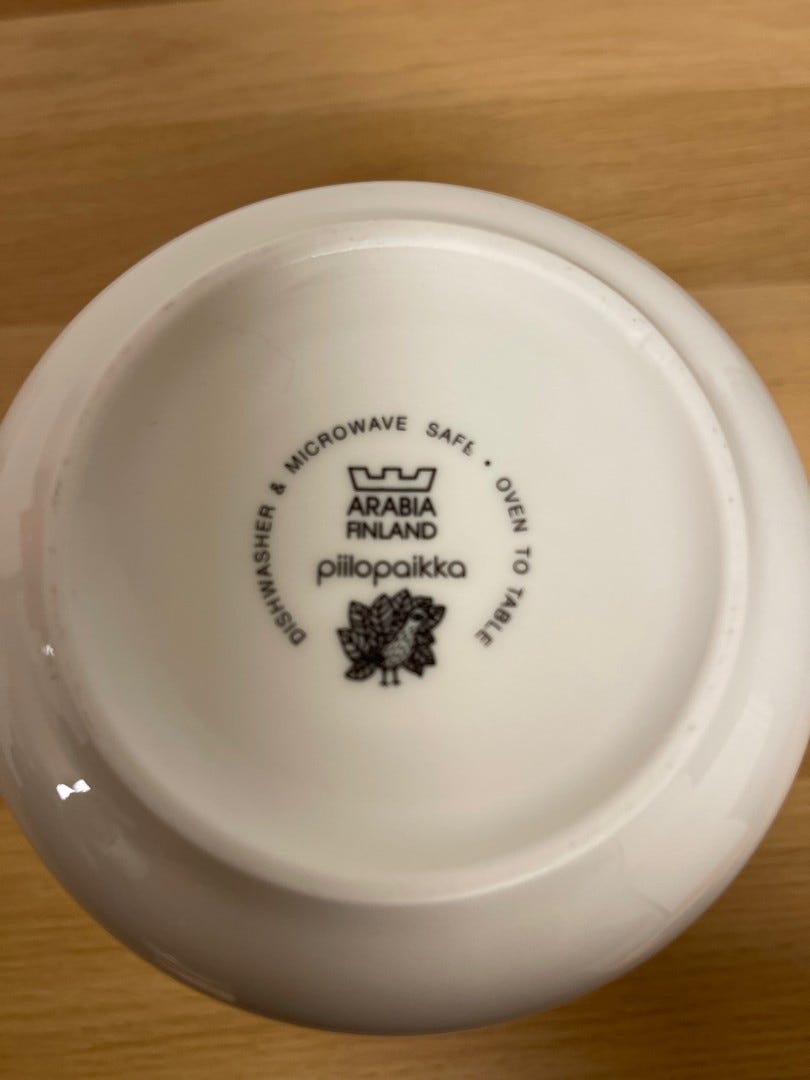 DISHWASHER & MICROWAVE SAFE • OVEN TO TABLE
ARABIA
FINLAND
piilopaikka